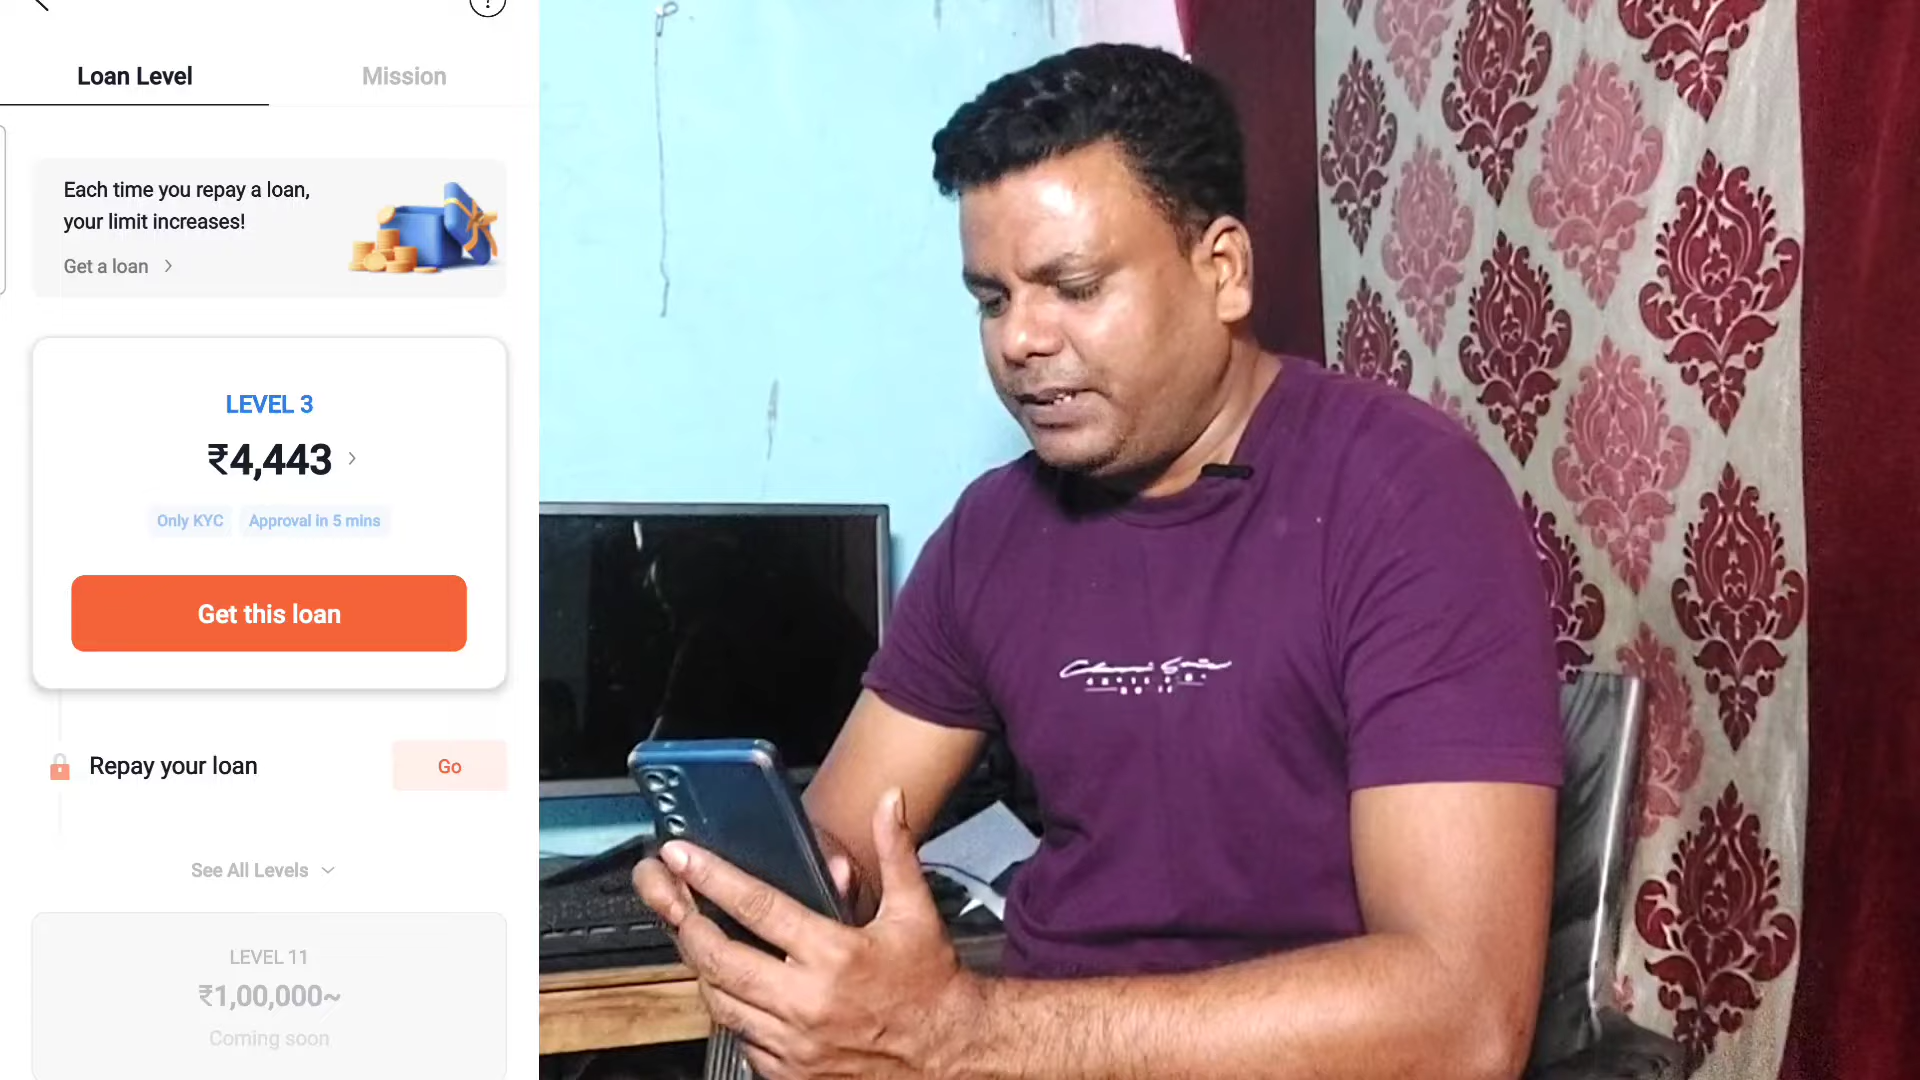 Loan Level
Mission
Each time you repay a loan,
your limit increases!
Get a loan
LEVEL 3
₹4,443
Only KYC
Approval in 5 mins
Get this loan
Repay your loan
Go
See All Levels
LEVEL 11
₹1,00,000~
Coming soon